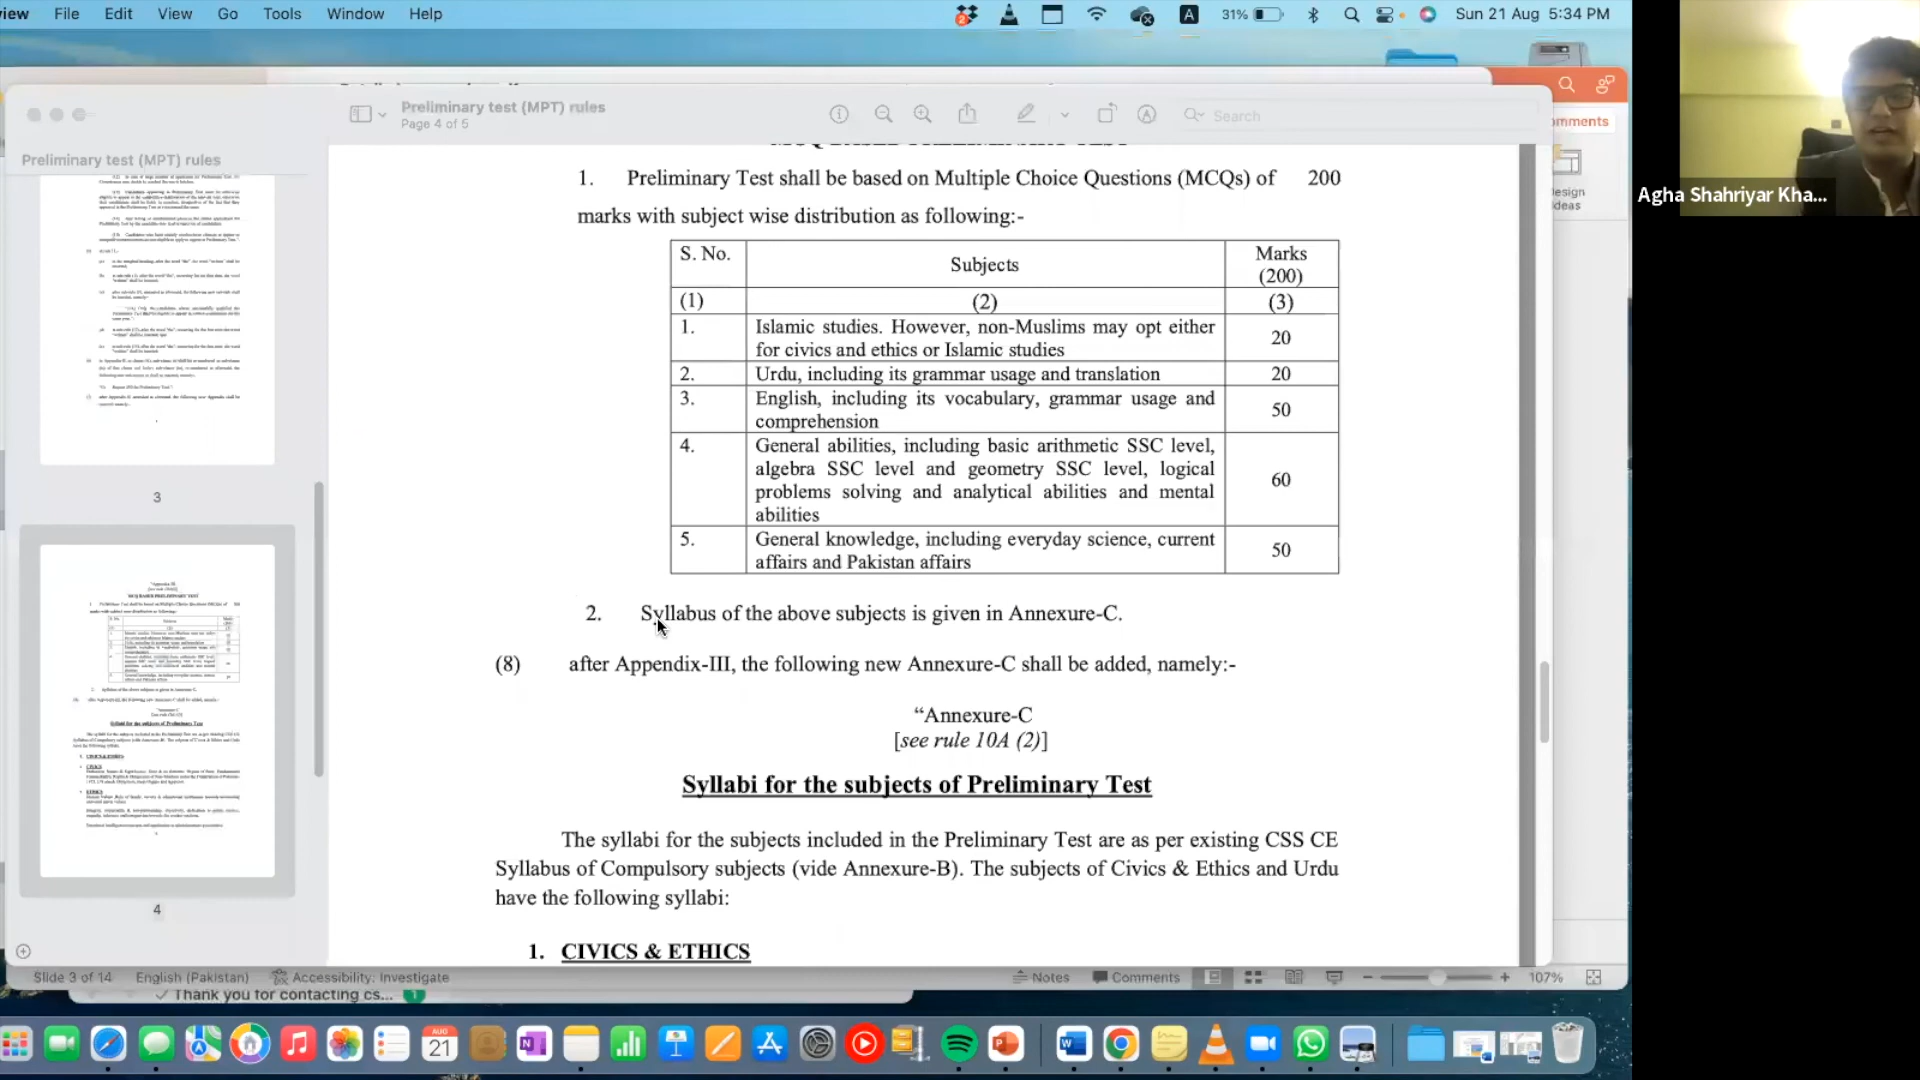 iew File Edit View Go Tools Window Help
2 A 31% Sun 21 Aug 5:34 PM
Preliminary test (MPT) rules
Page 4 of 5
Search
mments
esign
deas
Agha Shahriyar Kha...
Preliminary test (MPT) rules
3
4
1. Preliminary Test shall be based on Multiple Choice Questions (MCQs) of 200
marks with subject wise distribution as following:-
S. No. Subjects Marks
(200)
(1) (2) (3)
1. Islamic studies. However, non-Muslims may opt either
for civics and ethics or Islamic studies 20
2. Urdu, including its grammar usage and translation 20
3. English, including its vocabulary, grammar usage and
comprehension 50
4. General abilities, including basic arithmetic SSC level,
algebra SSC level and geometry SSC level, logical
problems solving and analytical abilities and mental
abilities 60
5. General knowledge, including everyday science, current
affairs and Pakistan affairs 50
2. Syllabus of the above subjects is given in Annexure-C.
(8) after Appendix-III, the following new Annexure-C shall be added, namely:-
“Annexure-C
[see rule 10A (2)]
Syllabi for the subjects of Preliminary Test
The syllabi for the subjects included in the Preliminary Test are as per existing CSS CE
Syllabus of Compulsory subjects (vide Annexure-B). The subjects of Civics & Ethics and Urdu
have the following syllabi:
1. CIVICS & ETHICS
Slide 3 of 14 English (Pakistan) Accessibility: Investigate Notes Comments 107%
Thank you for contacting cs... 1
AUG
21